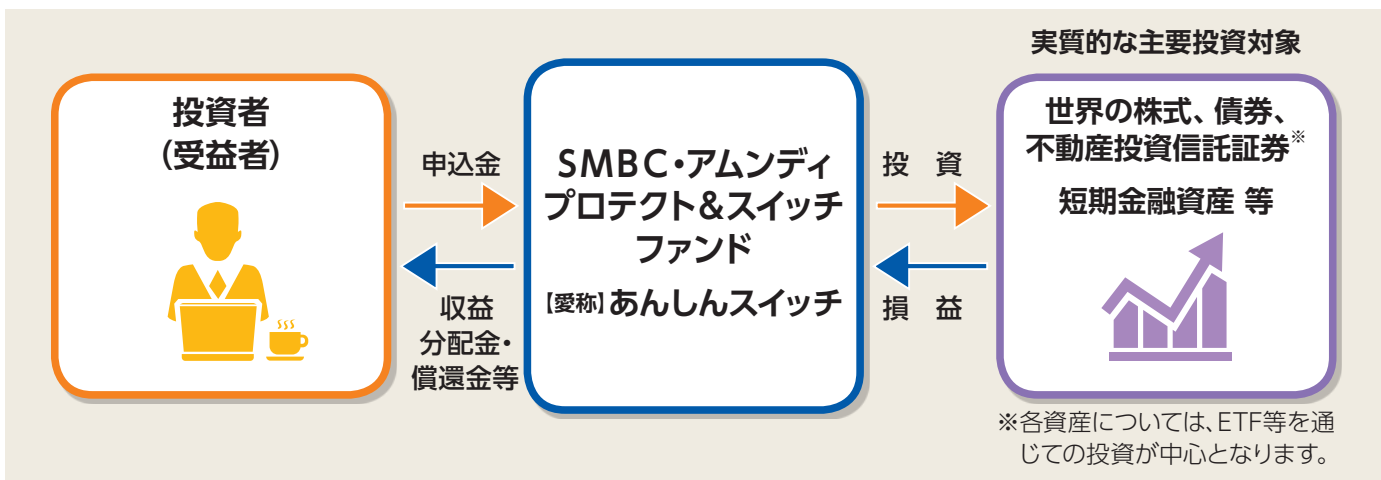 投資者
(受益者)
申込金
収益
分配金・
償還金等
SMBC・アムンディ
プロテクト&スイッチ
ファンド
【愛称】あんしんスイッチ
投 資
損 益
実質的な主要投資対象
世界の株式、債券、
不動産投資信託証券※
短期金融資産 等
※各資産については、ETF等を通
じての投資が中心となります。